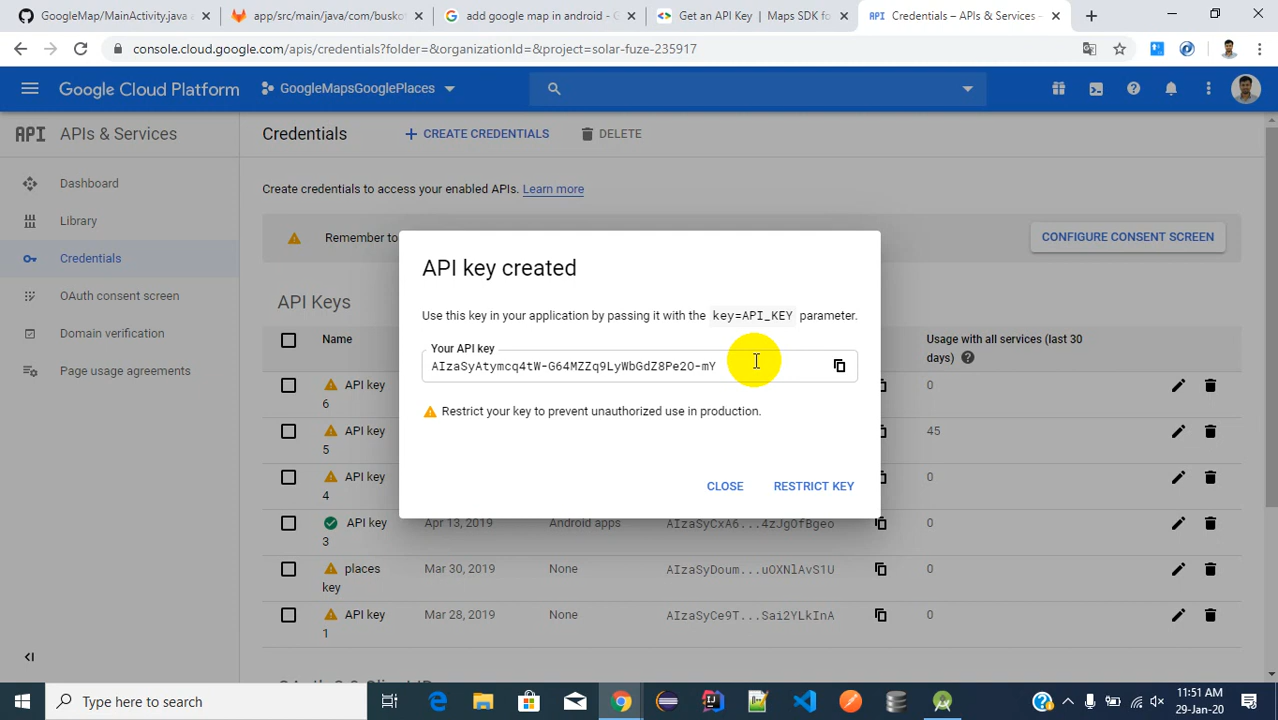 GoogleMap/MainActivity.java a
app/src/main/java/com/busko
add google map in android - G
Get an API Key | Maps SDK fo
API Credentials – APIs & Services –
console.cloud.google.com/apis/credentials?folder=&organizationId=&project=solar-fuze-235917
Google Cloud Platform
GoogleMapsGooglePlaces
API APIs & Services
Credentials
CREATE CREDENTIALS
DELETE
Dashboard
Library
Credentials
OAuth consent screen
Domain verification
Page usage agreements
Create credentials to access your enabled APIs. Learn more
Remember to
CONFIGURE CONSENT SCREEN
API Keys
Name
Usage with all services (last 30
days)
API key
6
0
API key
5
45
API key
4
0
API key
3
Apr 13, 2019
Android apps
AIzaSyCxA6...4zJgOfBgeo
0
places
key
Mar 30, 2019
None
AIzaSyDoum...uOXNlAvS1U
0
API key
1
Mar 28, 2019
None
AIzaSyCe9T...Sai2YLkInA
0
API key created
Use this key in your application by passing it with the key=API_KEY parameter.
Your API key
AIzaSyAtymcq4tW-G64MZZq9LyWbGdZ8Pe2O-mY
Restrict your key to prevent unauthorized use in production.
CLOSE
RESTRICT KEY
Type here to search
11:51 AM
29-Jan-20